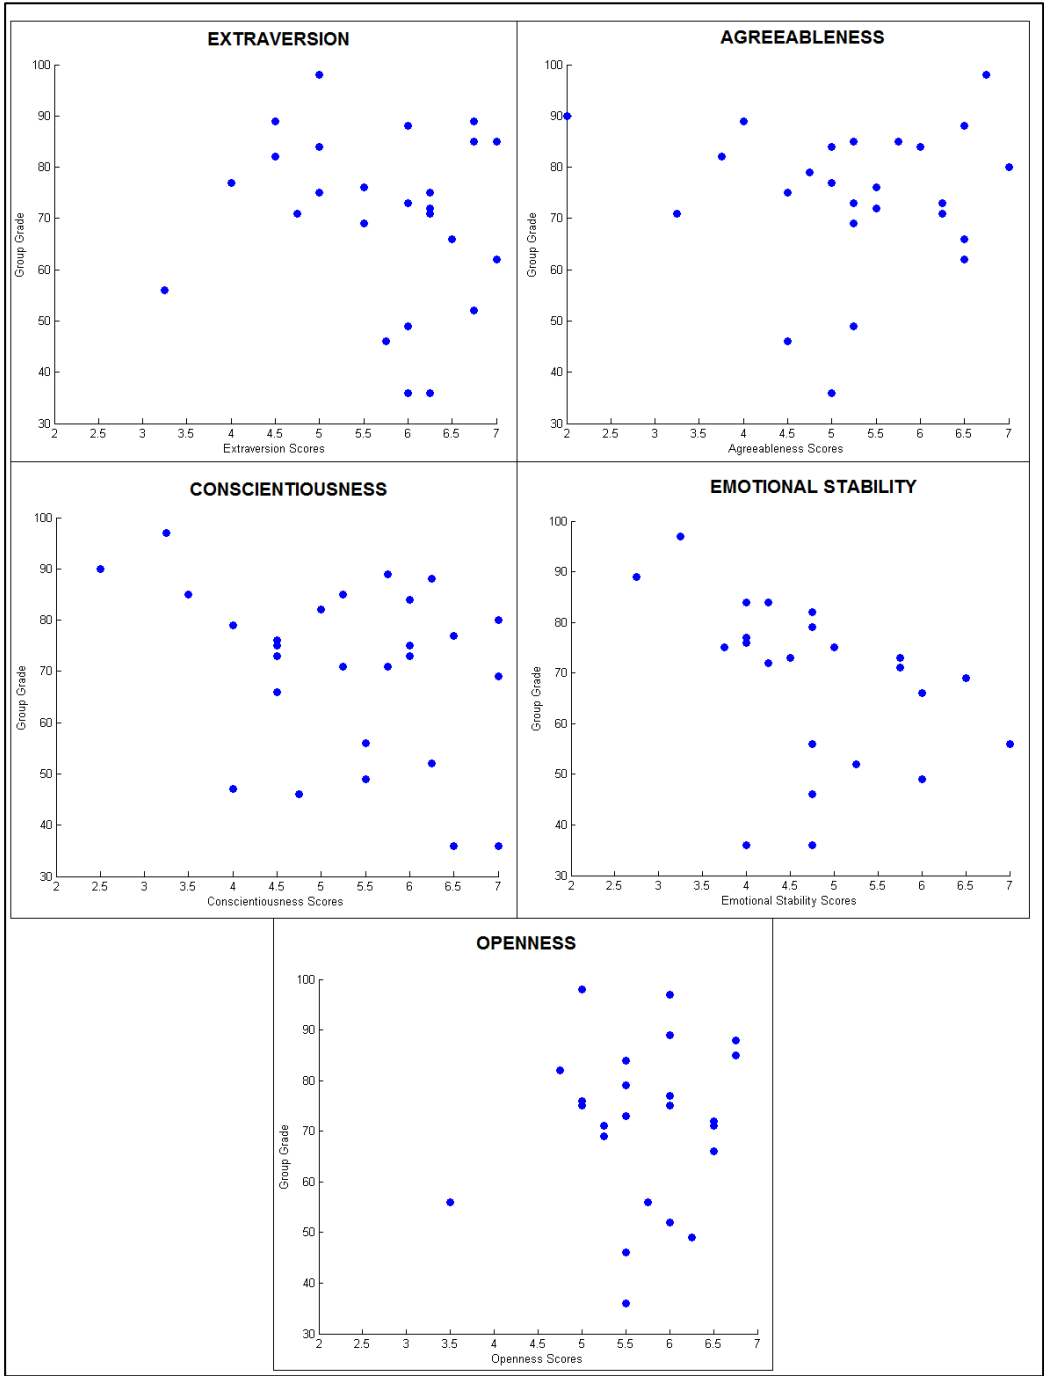 EXTRAVERSION
100
90
80
70
60
50
40
30
Group Grade
2 2.5 3 3.5 4 4.5 5 5.5 6 6.5 7
Extraversion Scores
AGREEABLENESS
100
90
80
70
60
50
40
30
Group Grade
2 2.5 3 3.5 4 4.5 5 5.5 6 6.5 7
Agreeableness Scores
CONSCIENTIOUSNESS
100
90
80
70
60
50
40
30
Group Grade
2 2.5 3 3.5 4 4.5 5 5.5 6 6.5 7
Conscientiousness Scores
EMOTIONAL STABILITY
100
90
80
70
60
50
40
30
Group Grade
2 2.5 3 3.5 4 4.5 5 5.5 6 6.5 7
Emotional Stability Scores
OPENNESS
100
90
80
70
60
50
40
30
Group Grade
2 2.5 3 3.5 4 4.5 5 5.5 6 6.5 7
Openness Scores